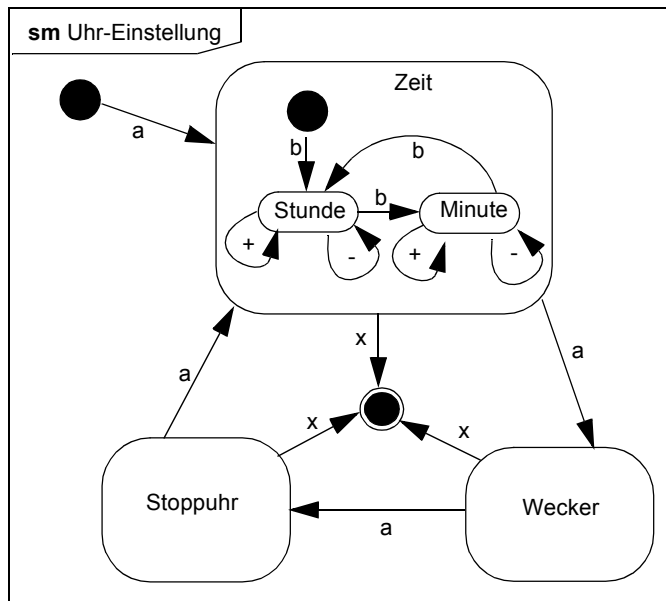 sm Uhr-Einstellung
Zeit
a
b
b
Stunde
b
Minute
+
-
+
-
x
a
a
x
x
Stoppuhr
Wecker
a